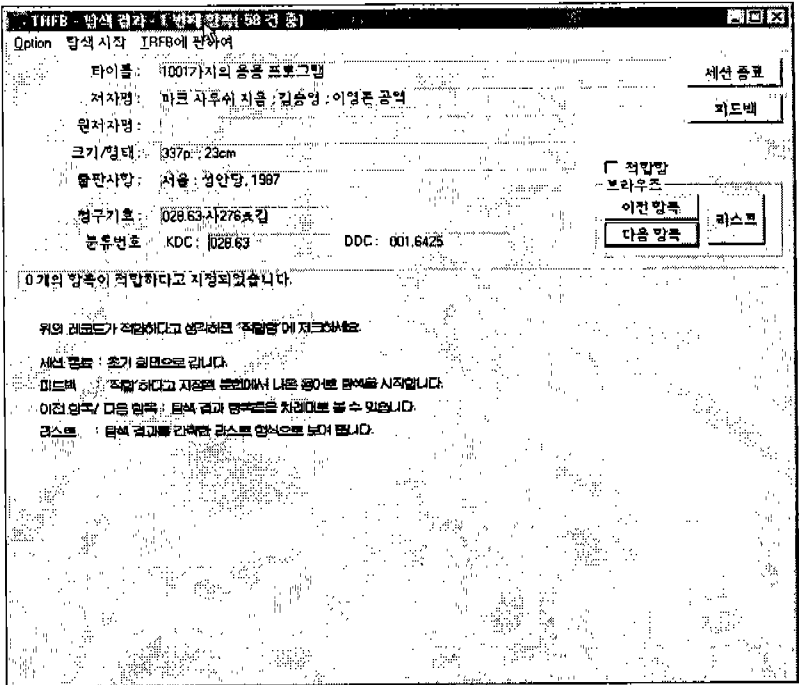 TRFB - 탐색 결과 - 1 번째 항목( 58 건 중)
Option 탐색 시작 TRFB에 관하여
타이틀 : 1001가지의 응용 프로그램
세션 종료
저자명 : 마크 사우쉬 지음 ; 김승영 ; 이영돈 공역
피드백
원저자명 :
크기/형태 : 337p. ; 23cm
적합함
출판사항 : 서울 : 성안당, 1987
브라우즈
이전 항목
리스트
청구기호 : 028.63
다음 항목
분류번호 KDC : 028.63 DDC : 001.6425
0 개의 항목이 적합하다고 지정되었습니다.
위의 레코드가 적합하다고 생각하면 '적합함'에 체크하세요.
세션 종료 : 초기 화면으로 갑니다.
피드백 : '적합'하다고 지정된 문헌에서 나온 용어로 탐색을 시작합니다.
이전 항목/ 다음 항목 : 탐색 결과 항목들을 차례대로 볼 수 있습니다.
리스트 : 탐색 결과를 간략한 리스트 형식으로 보여 줍니다.